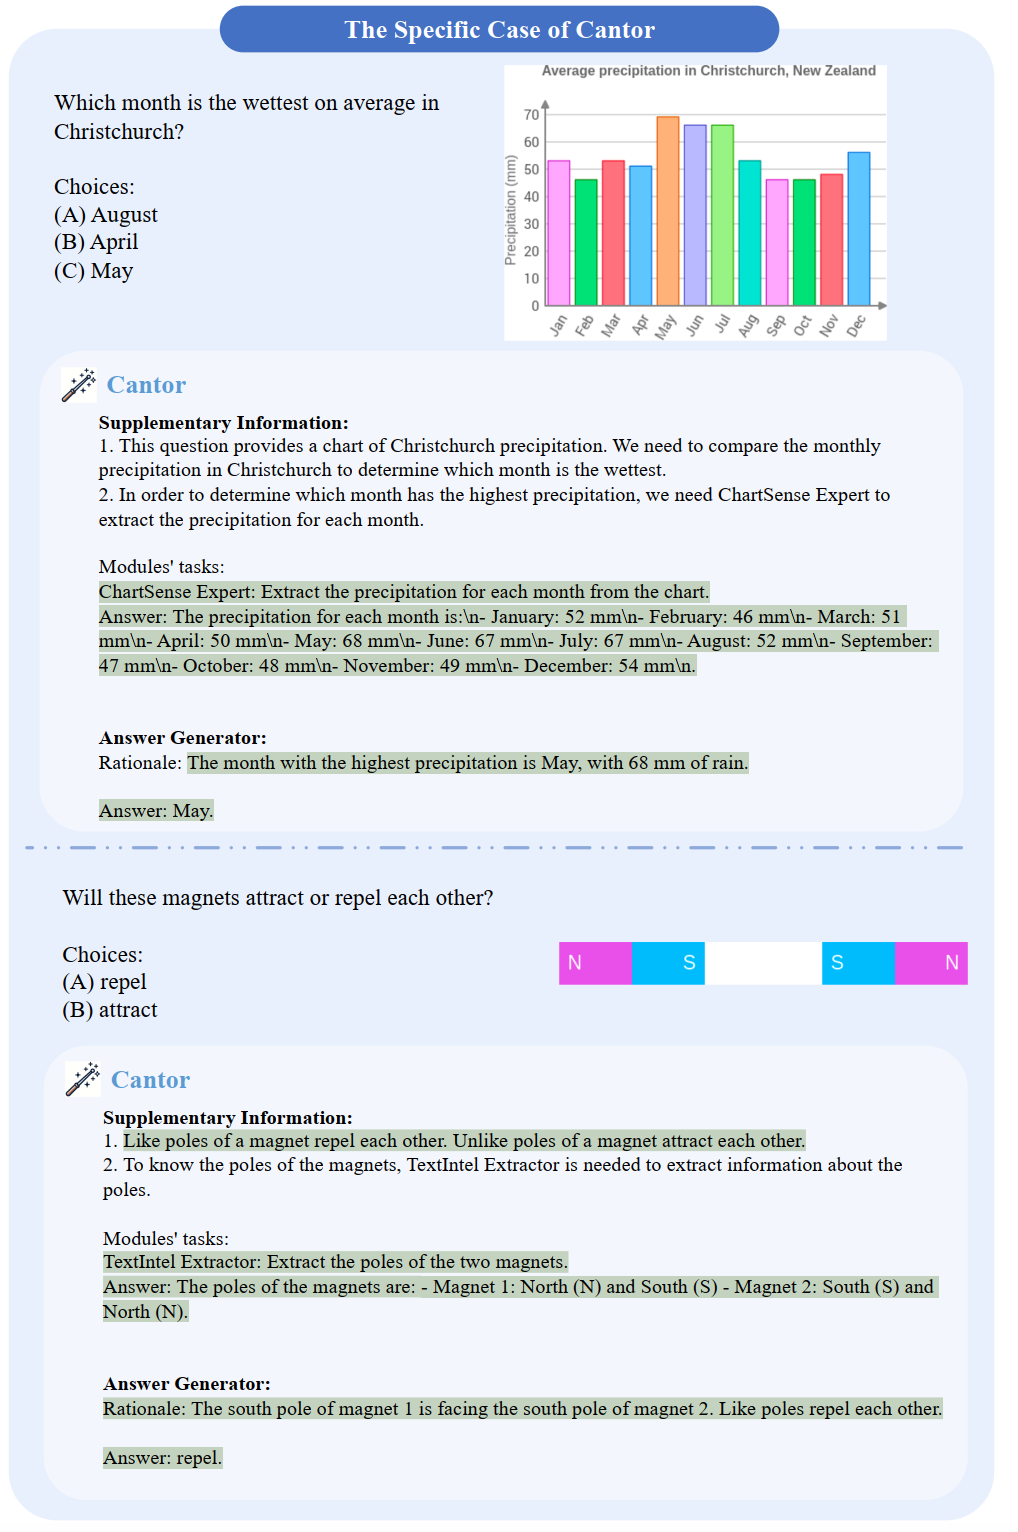 The Specific Case of Cantor
Which month is the wettest on average in
Christchurch?
Choices:
(A) August
(B) April
(C) May
Average precipitation in Christchurch, New Zealand
Precipitation (mm)
70
60
50
40
30
20
10
0
Jan Feb Mar Apr May Jun Jul Aug Sep Oct Nov Dec
Cantor
Supplementary Information:
1. This question provides a chart of Christchurch precipitation. We need to compare the monthly
precipitation in Christchurch to determine which month is the wettest.
2. In order to determine which month has the highest precipitation, we need ChartSense Expert to
extract the precipitation for each month.
Modules' tasks:
ChartSense Expert: Extract the precipitation for each month from the chart.
Answer: The precipitation for each month is:\n- January: 52 mm\n- February: 46 mm\n- March: 51
mm\n- April: 50 mm\n- May: 68 mm\n- June: 67 mm\n- July: 67 mm\n- August: 52 mm\n- September:
47 mm\n- October: 48 mm\n- November: 49 mm\n- December: 54 mm\n.
Answer Generator:
Rationale: The month with the highest precipitation is May, with 68 mm of rain.
Answer: May.
Will these magnets attract or repel each other?
Choices:
(A) repel
(B) attract
N S S N
Cantor
Supplementary Information:
1. Like poles of a magnet repel each other. Unlike poles of a magnet attract each other.
2. To know the poles of the magnets, TextIntel Extractor is needed to extract information about the
poles.
Modules' tasks:
TextIntel Extractor: Extract the poles of the two magnets.
Answer: The poles of the magnets are: - Magnet 1: North (N) and South (S) - Magnet 2: South (S) and
North (N).
Answer Generator:
Rationale: The south pole of magnet 1 is facing the south pole of magnet 2. Like poles repel each other.
Answer: repel.